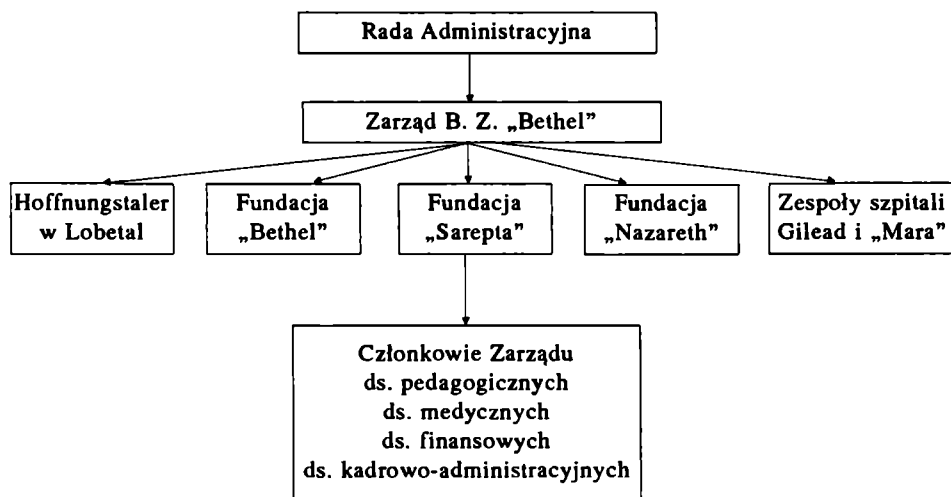 Rada Administracyjna
Zarząd B. Z. „Bethel”
Hoffnungstaler
w Lobetal
Fundacja
„Bethel”
Fundacja
„Sarepta”
Fundacja
„Nazareth”
Zespoły szpitali
Gilead i „Mara”
Członkowie Zarządu
ds. pedagogicznych
ds. medycznych
ds. finansowych
ds. kadrowo-administracyjnych